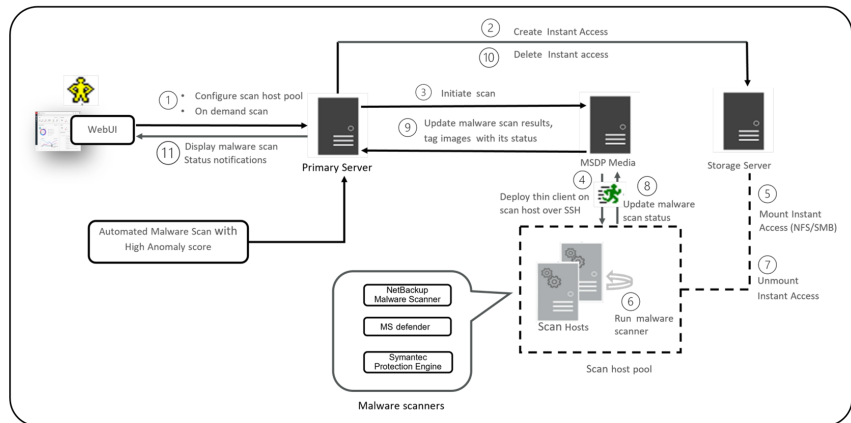 2 Create Instant Access
10 Delete Instant access
1 • Configure scan host pool
• On demand scan
WebUI
3 Initiate scan
9 Update malware scan results,
tag images with its status
11 Display malware scan
Status notifications
Primary Server
MSDP Media
Storage Server
4
Deploy thin client on
scan host over SSH
8
Update malware
scan status
5
Mount Instant
Access (NFS/SMB)
Automated Malware Scan with
High Anomaly score
7
Unmount
Instant Access
NetBackup
Malware Scanner
MS defender
Symantec
Protection Engine
Malware scanners
6
Run malware
scanner
Scan Hosts
Scan host pool